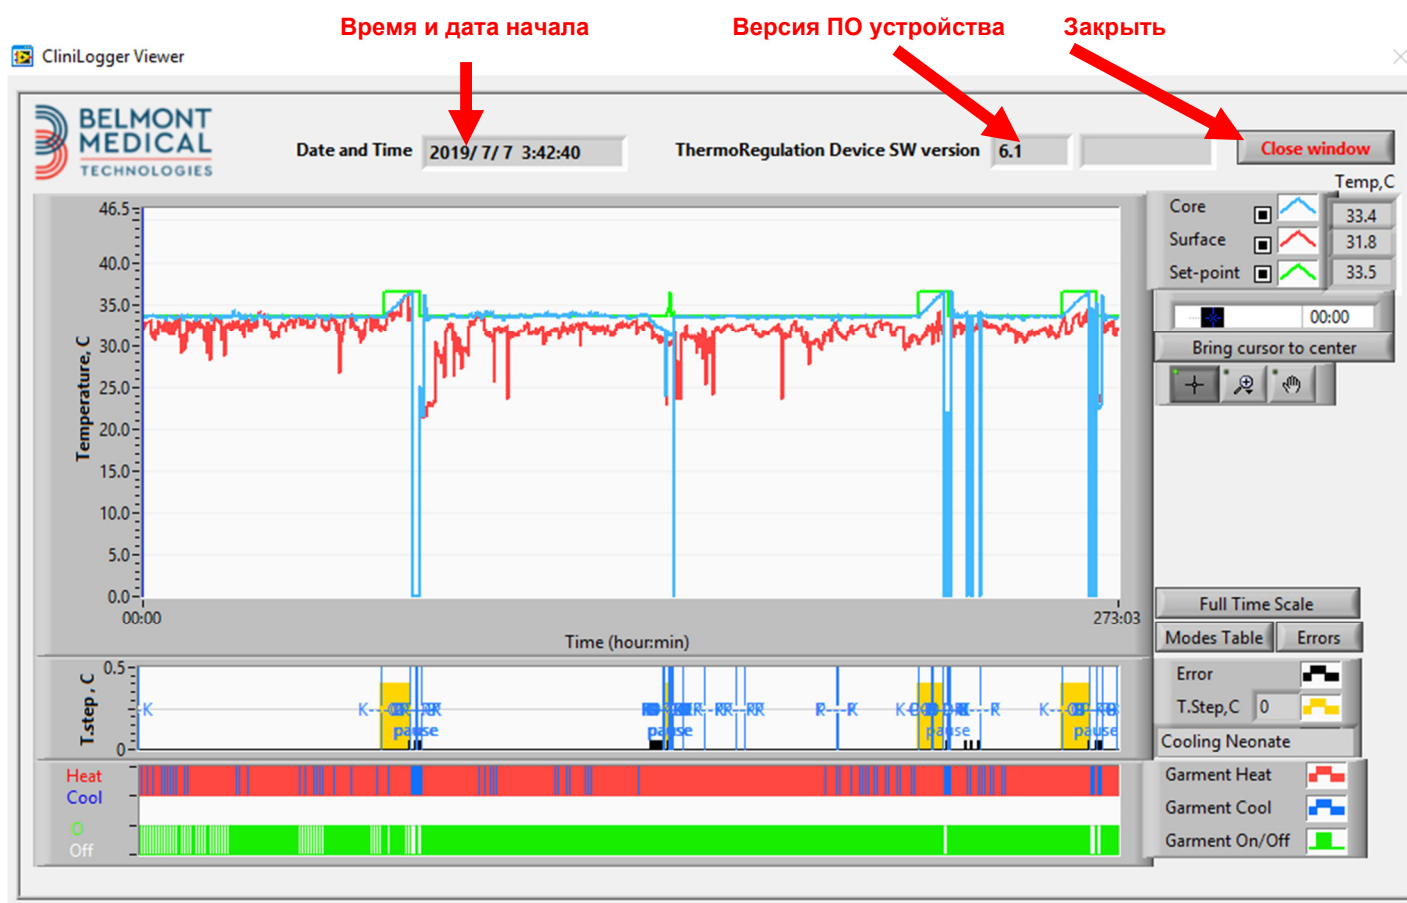 Время и дата начала
Версия ПО устройства
Закрыть
CliniLogger Viewer
BELMONT
MEDICAL
TECHNOLOGIES
Date and Time 2019/ 7/ 7 3:42:40
ThermoRegulation Device SW version 6.1
Close window
Temp,C
Core 33.4
Surface 31.8
Set-point 33.5
00:00
Bring cursor to center
46.5
40.0
35.0
30.0
25.0
20.0
15.0
10.0
5.0
0.0
Temperature, C
00:00
273:03
Time (hour:min)
Full Time Scale
Modes Table
Errors
0.5
0
T.step, C
K
pause
pause
pause
pause
Error
T.Step,C 0
Cooling Neonate
Heat
Cool
O
Off
Garment Heat
Garment Cool
Garment On/Off